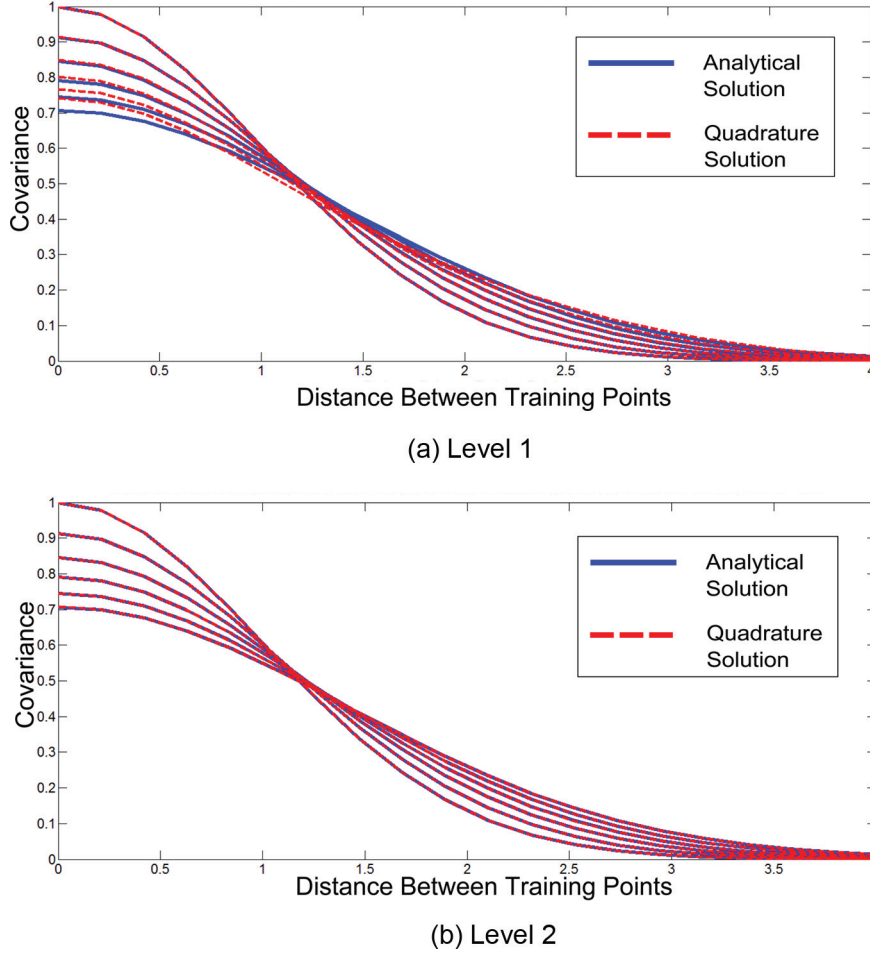 1
0.9
0.8
0.7
0.6
0.5
0.4
0.3
0.2
0.1
0
Covariance
Analytical
Solution
Quadrature
Solution
0 0.5 1 1.5 2 2.5 3 3.5 4
Distance Between Training Points
(a) Level 1
1
0.9
0.8
0.7
0.6
0.5
0.4
0.3
0.2
0.1
0
Covariance
Analytical
Solution
Quadrature
Solution
0 0.5 1 1.5 2 2.5 3 3.5
Distance Between Training Points
(b) Level 2